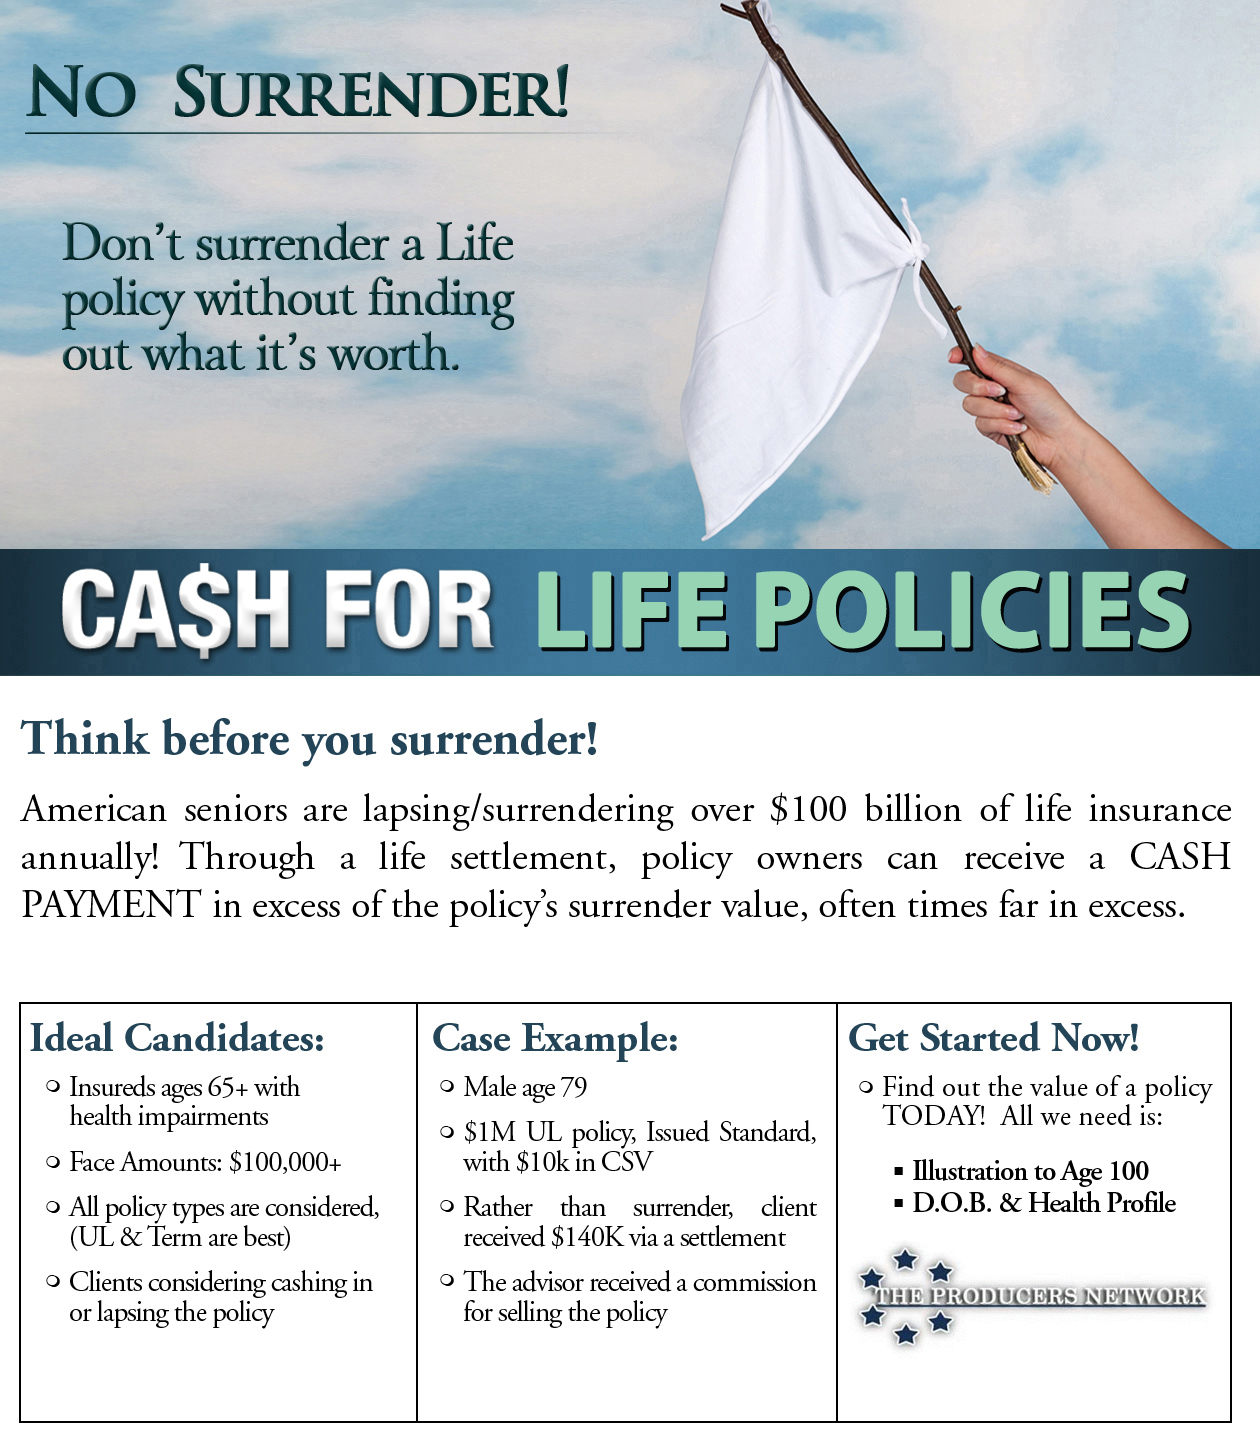 No Surrender!
Don't surrender a Life
policy without finding
out what it's worth.
CA$H FOR LIFE POLICIES
Think before you surrender!
American seniors are lapsing/surrendering over $100 billion of life insurance
annually! Through a life settlement, policy owners can receive a CASH
PAYMENT in excess of the policy's surrender value, often times far in excess.
Ideal Candidates:
Insureds ages 65+ with
health impairments
Face Amounts: $100,000+
All policy types are considered,
(UL & Term are best)
Clients considering cashing in
or lapsing the policy
Case Example:
Male age 79
$1M UL policy, Issued Standard,
with $10k in CSV
Rather than surrender, client
received $140K via a settlement
The advisor received a commission
for selling the policy
Get Started Now!
Find out the value of a policy
TODAY! All we need is:
Illustration to Age 100
D.O.B. & Health Profile
THE PRODUCERS NETWORK